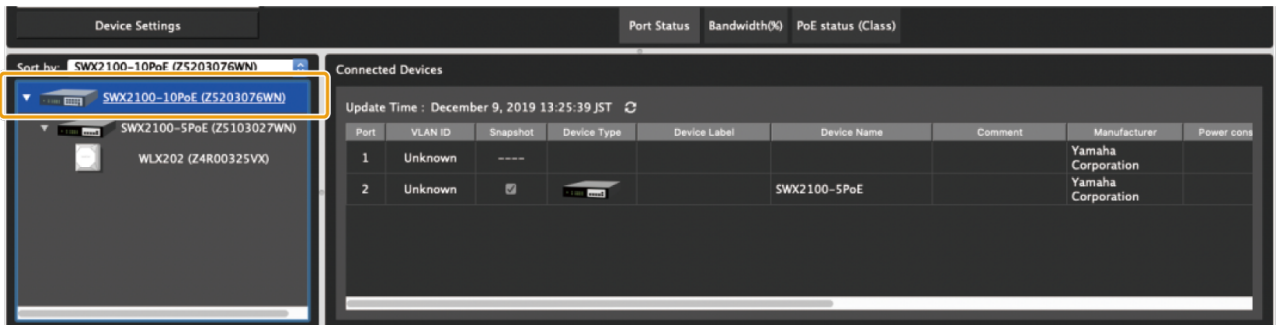 Device Settings
Port Status Bandwidth(%) PoE status (Class)
Sort by: SWX2100-10PoE (Z5203076WN)
SWX2100-10PoE (Z5203076WN)
SWX2100-5PoE (Z5103027WN)
WLX202 (Z4R00325VX)
Connected Devices
Update Time : December 9, 2019 13:25:39 JST
Port VLAN ID Snapshot Device Type Device Label Device Name Comment Manufacturer Power cons
1 Unknown ---- Yamaha
Corporation
2 Unknown SWX2100-5PoE Yamaha
Corporation